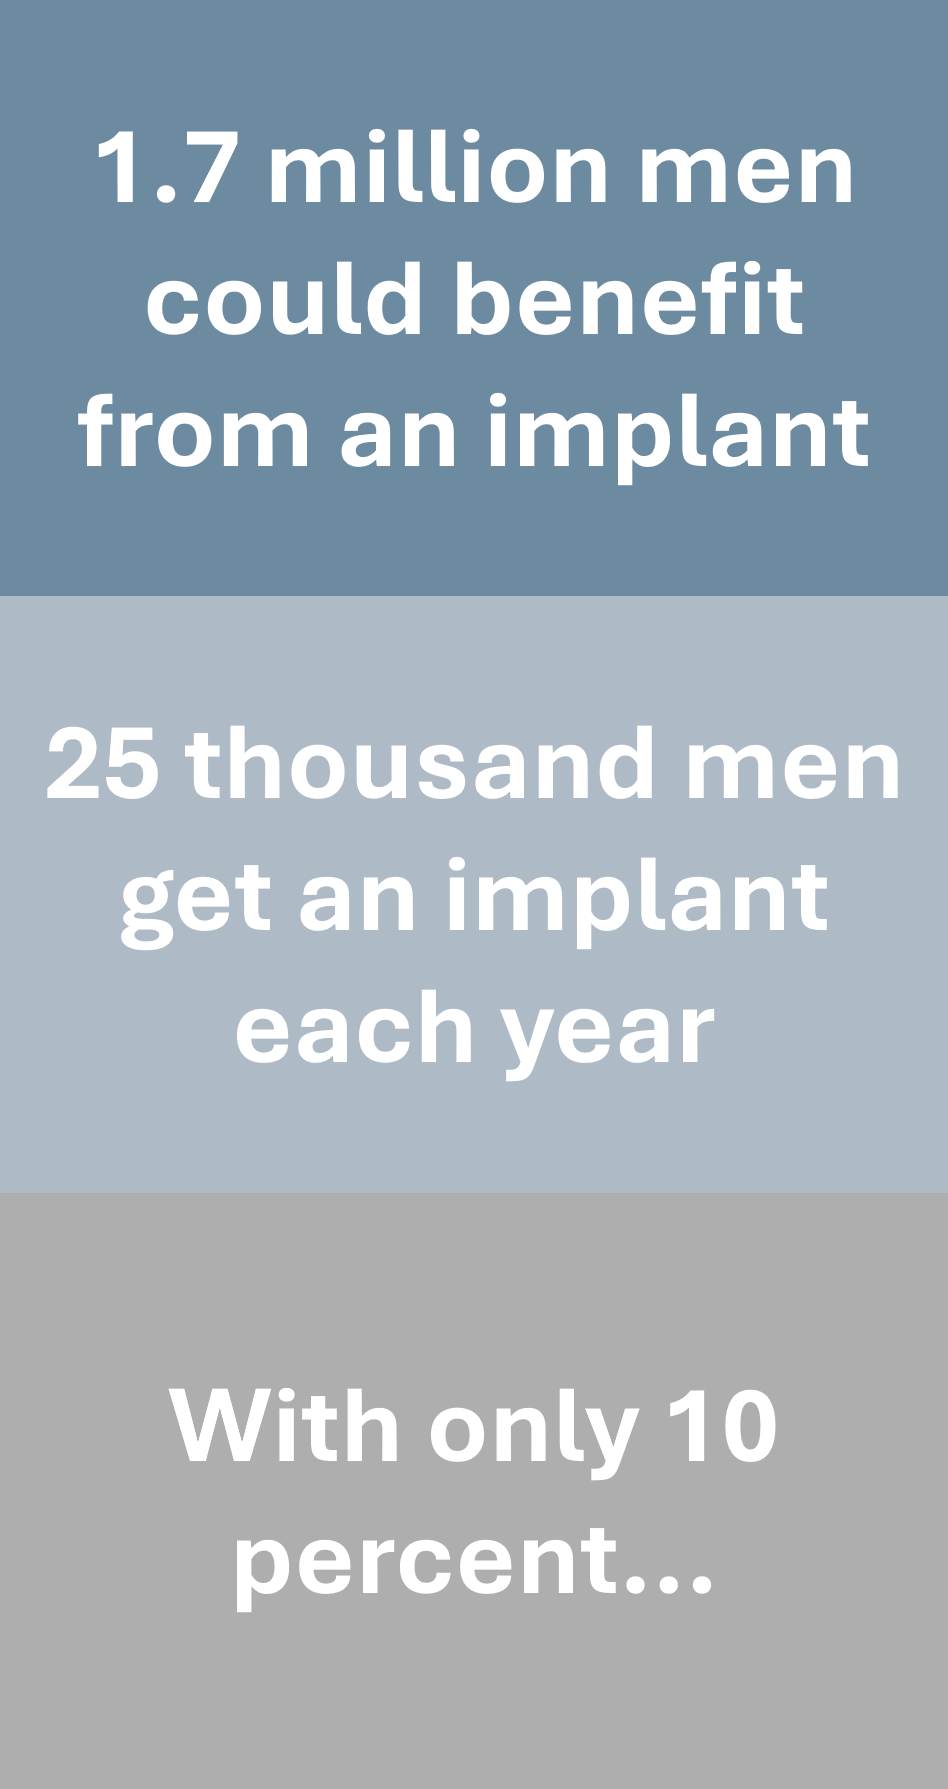 1.7 million men
could benefit
from an implant
25 thousand men
get an implant
each year
With only 10
percent...